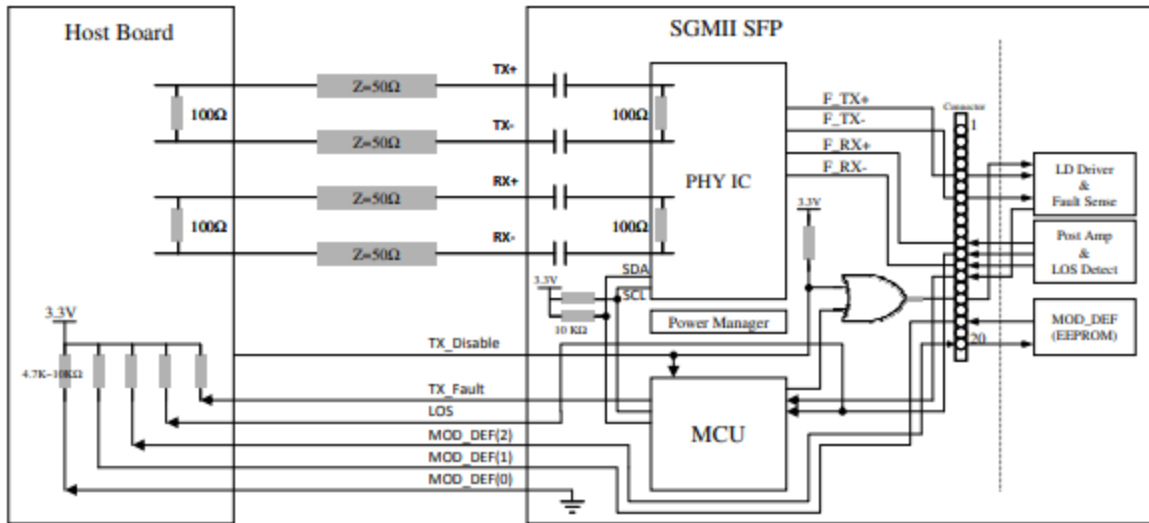 Host Board
SGMII SFP
TX+
Z=50Ω
100Ω
100Ω
TX-
Z=50Ω
RX+
Z=50Ω
100Ω
100Ω
RX-
Z=50Ω
PHY IC
F_TX+
F_TX-
F_RX+
F_RX-
Connector
1
20
LD Driver
&
Fault Sense
Post Amp
&
LOS Detect
MOD_DEF
(EEPROM)
3.3V
SDA
SCL
3.3V
10 KΩ
Power Manager
3.3V
4.7K~10KΩ
TX_Disable
TX_Fault
LOS
MOD_DEF(2)
MOD_DEF(1)
MOD_DEF(0)
MCU